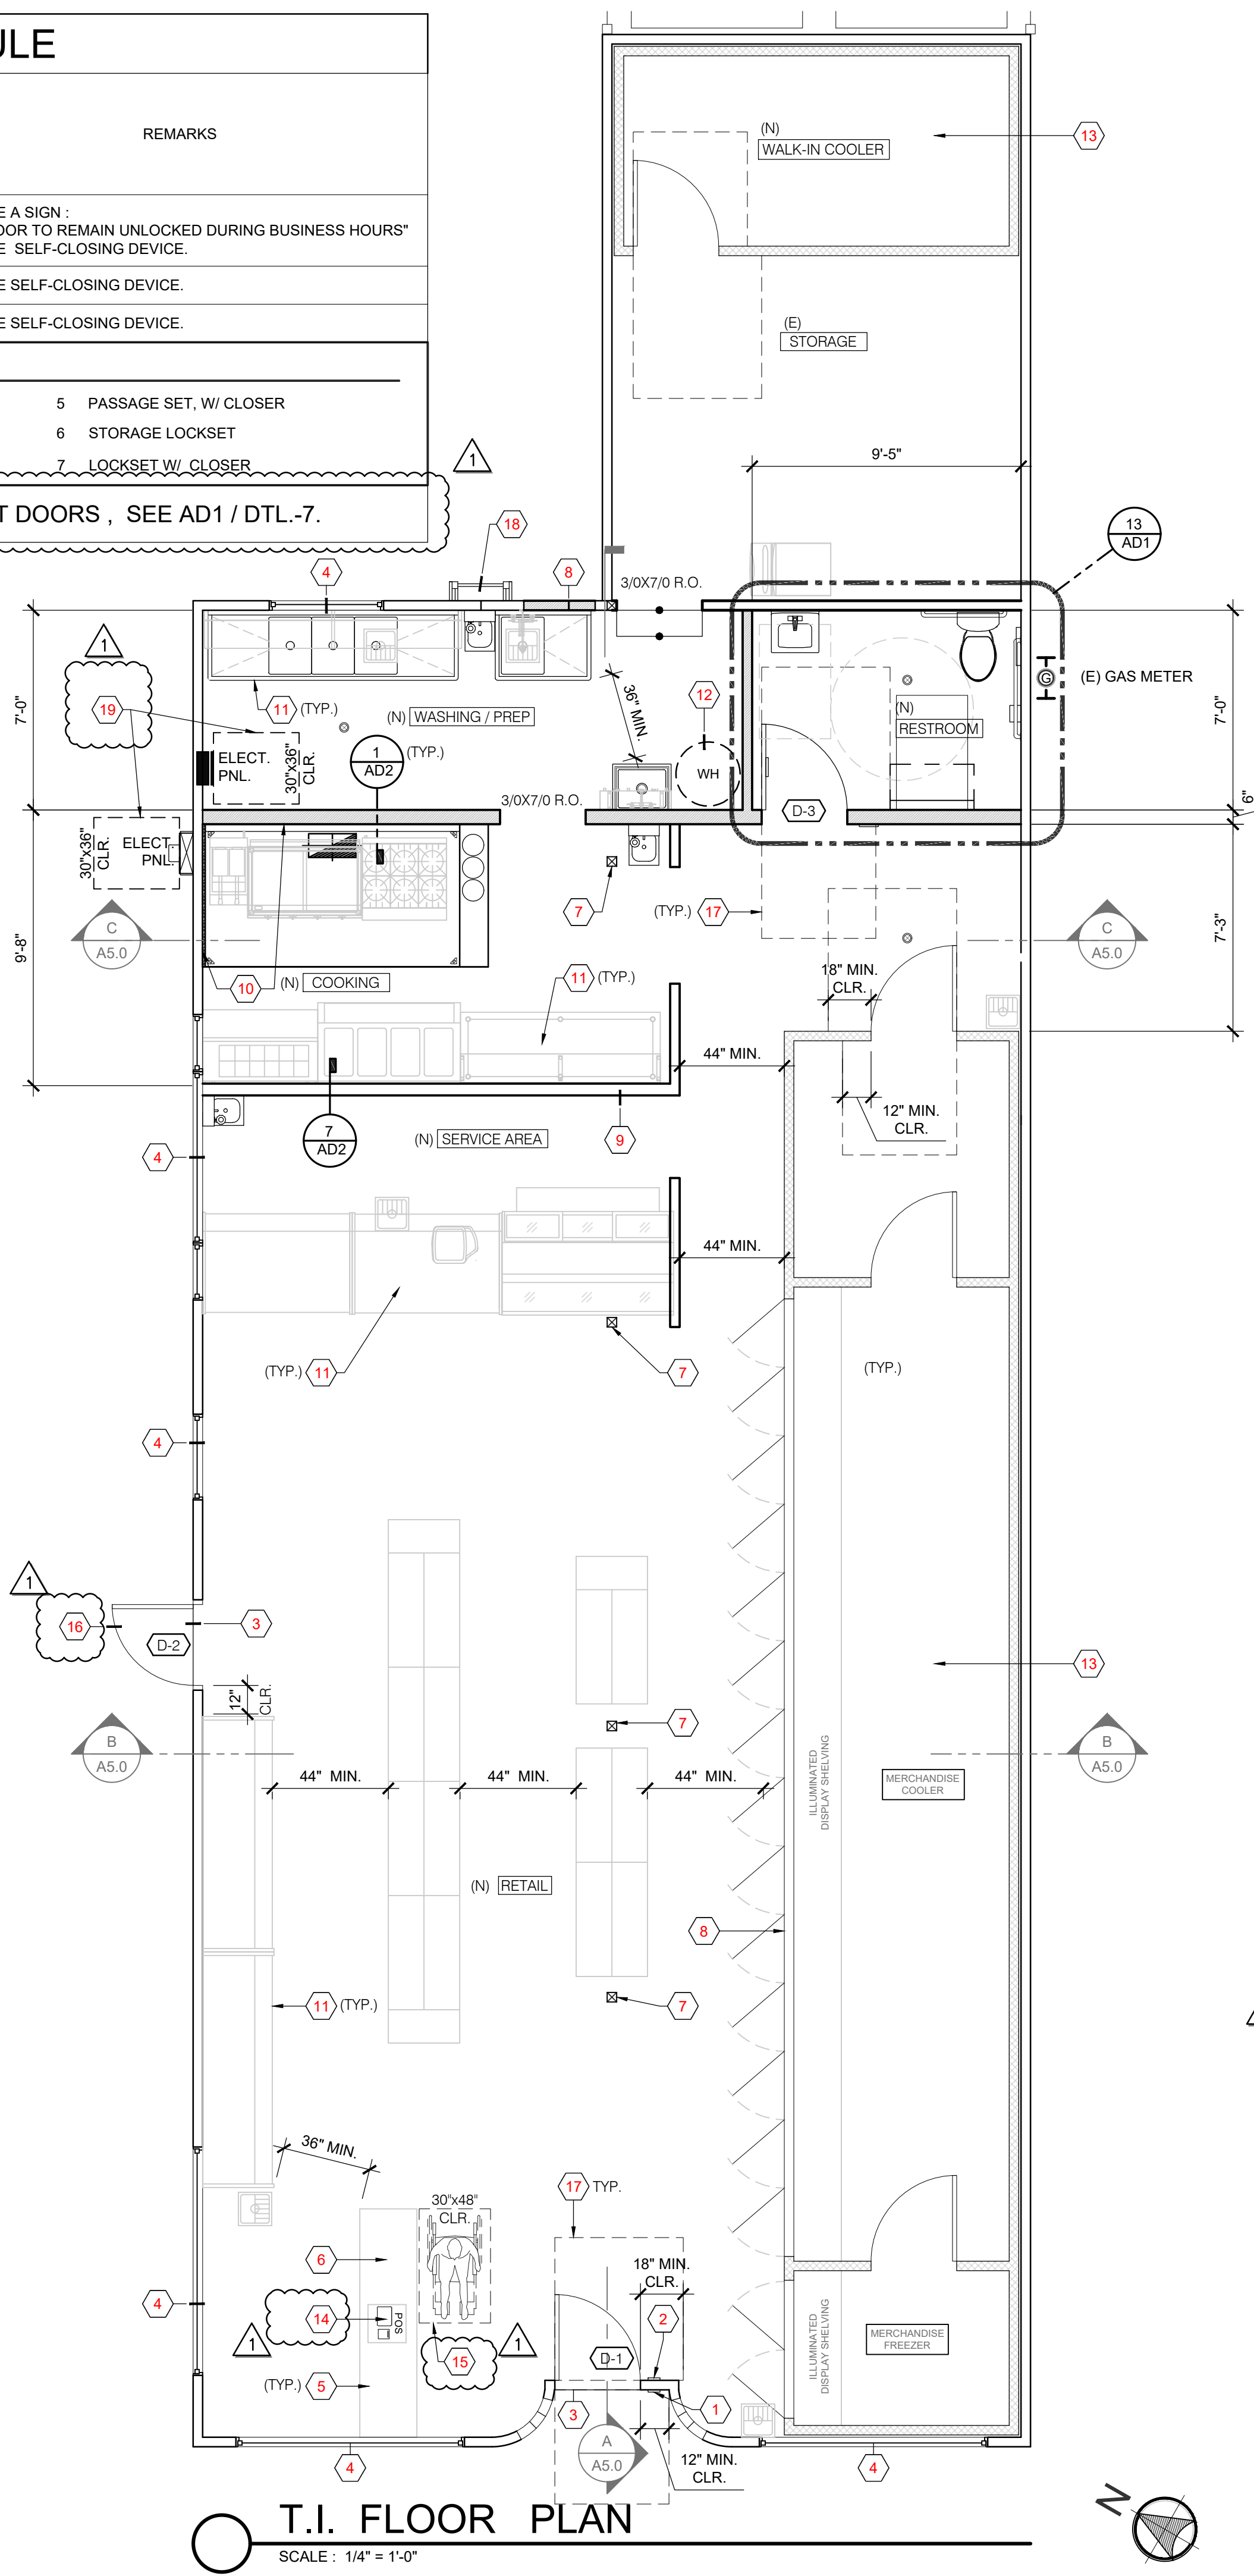 ULE
REMARKS
E A SIGN :
OOR TO REMAIN UNLOCKED DURING BUSINESS HOURS"
E SELF-CLOSING DEVICE.
E SELF-CLOSING DEVICE.
E SELF-CLOSING DEVICE.
5 PASSAGE SET, W/ CLOSER
6 STORAGE LOCKSET
7 LOCKSET W/ CLOSER
1
T DOORS , SEE AD1 / DTL.-7.
(N)
WALK-IN COOLER
13
(E)
STORAGE
9'-5"
13
AD1
18
4
8
3/0X7/0 R.O.
1
19
7'-0"
11 (TYP.)
(N) WASHING / PREP
36" MIN.
12
WH
(N)
RESTROOM
G
(E) GAS METER
7'-0"
6"
ELECT.
PNL.
30"x36"
CLR.
1
AD2
(TYP.)
3/0X7/0 R.O.
D-3
30"x36"
CLR.
ELECT.
PNL.
7
(TYP.) 17
C
A5.0
C
A5.0
9'-8"
7'-3"
10
(N) COOKING
11 (TYP.)
18" MIN.
CLR.
44" MIN.
12" MIN.
CLR.
7
AD2
(N) SERVICE AREA
9
4
44" MIN.
(TYP.) 11
7
(TYP.)
4
1
16
D-2
3
12"
CLR.
13
7
B
A5.0
B
A5.0
44" MIN.
44" MIN.
44" MIN.
ILLUMINATED
DISPLAY SHELVING
MERCHANDISE
COOLER
(N) RETAIL
8
11 (TYP.)
7
36" MIN.
17 TYP.
30"x48"
CLR.
6
18" MIN.
CLR.
4
14
POS
1
15
1
2
D-1
ILLUMINATED
DISPLAY SHELVING
MERCHANDISE
FREEZER
(TYP.) 5
3
1
A
A5.0
12" MIN.
CLR.
4
4
T.I. FLOOR PLAN
SCALE : 1/4" = 1'-0"
N